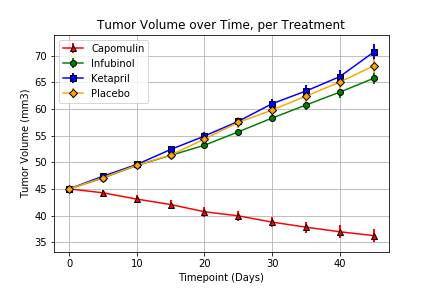 Tumor Volume over Time, per Treatment
Capomulin
Infubinol
Ketapril
Placebo
Tumor Volume (mm3)
70
65
60
55
50
45
40
35
0 10 20 30 40
Timepoint (Days)